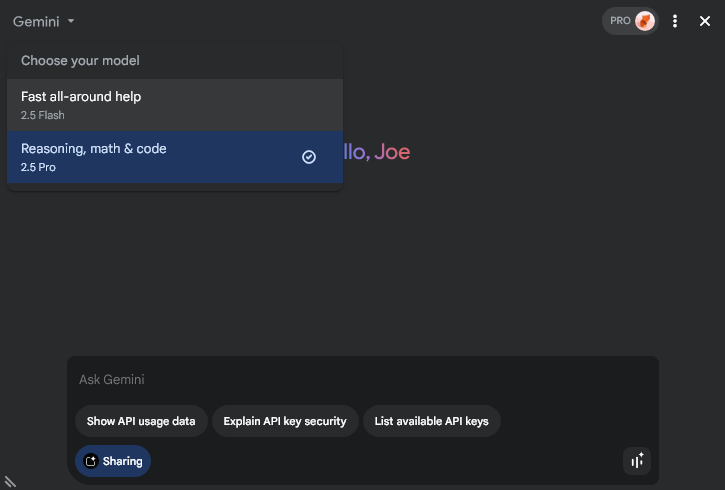 Gemini
PRO
Choose your model
Fast all-around help
2.5 Flash
Reasoning, math & code
2.5 Pro
llo, Joe
Ask Gemini
Show API usage data
Explain API key security
List available API keys
Sharing